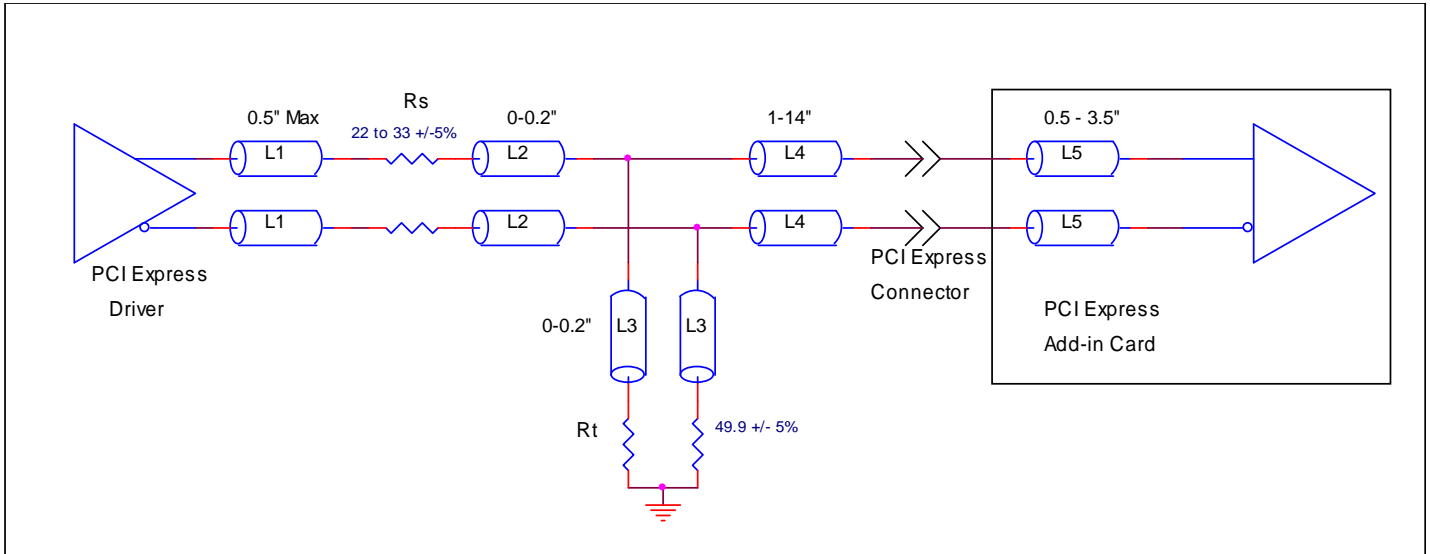 Rs
0.5" Max
22 to 33 +/-5%
0-0.2"
1-14"
0.5 - 3.5"
L1
L2
L4
L5
L1
L2
L4
L5
PCI Express
Driver
PCI Express
Connector
0-0.2"
L3
L3
PCI Express
Add-in Card
Rt
49.9 +/- 5%